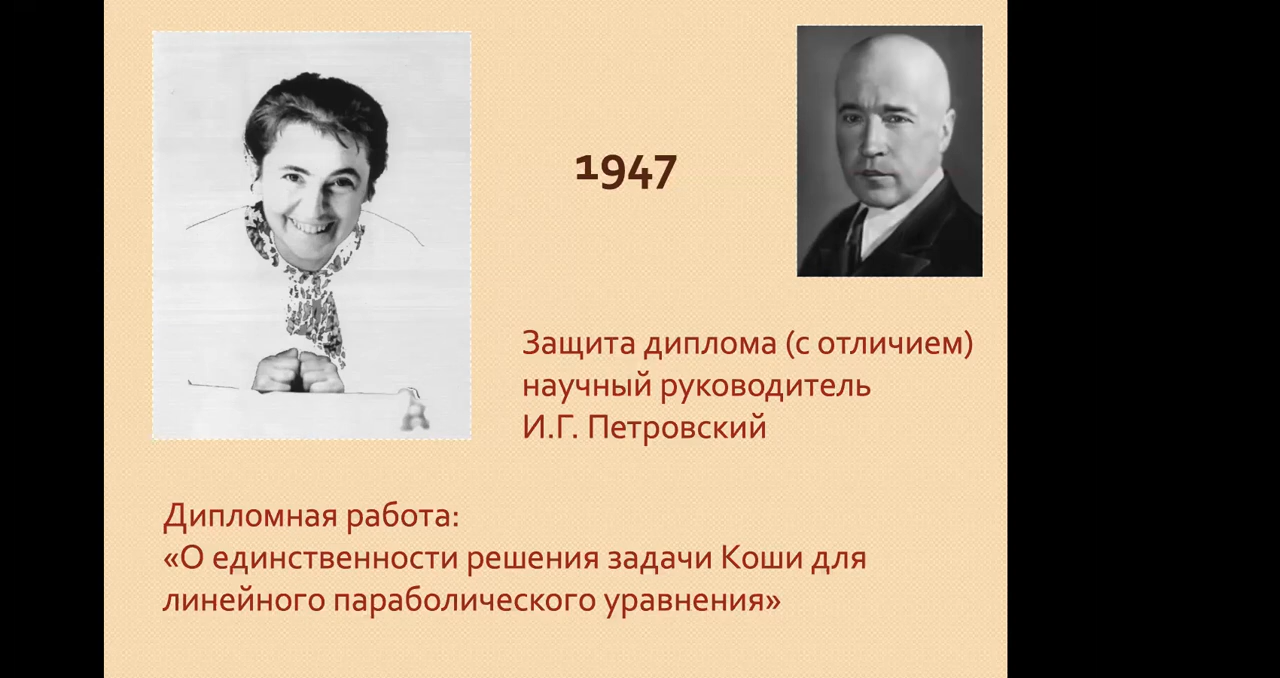 1947
Защита диплома (с отличием)
научный руководитель
И.Г. Петровский
Дипломная работа:
«О единственности решения задачи Коши для
линейного параболического уравнения»